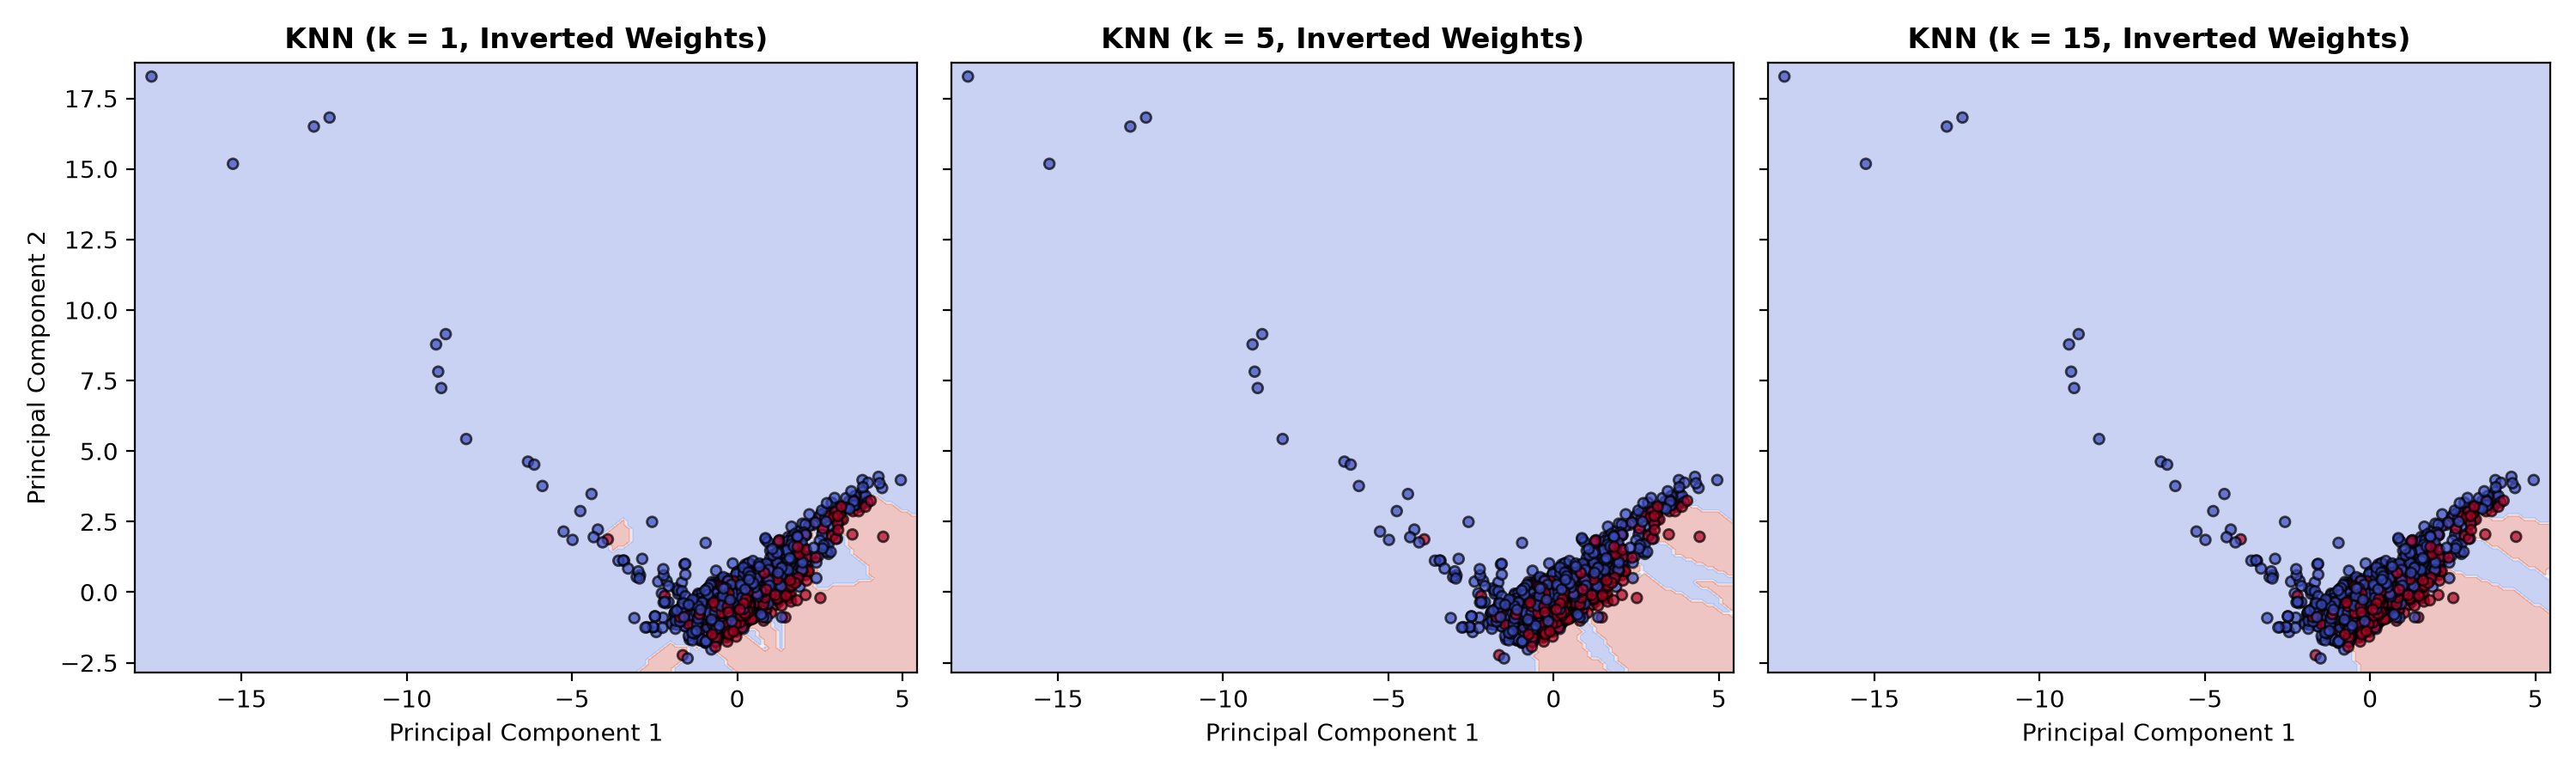 KNN (k = 1, Inverted Weights)
KNN (k = 5, Inverted Weights)
KNN (k = 15, Inverted Weights)
Principal Component 2
17.5
15.0
12.5
10.0
7.5
5.0
2.5
0.0
−2.5
−15 −10 −5 0 5
−15 −10 −5 0 5
−15 −10 −5 0 5
Principal Component 1
Principal Component 1
Principal Component 1